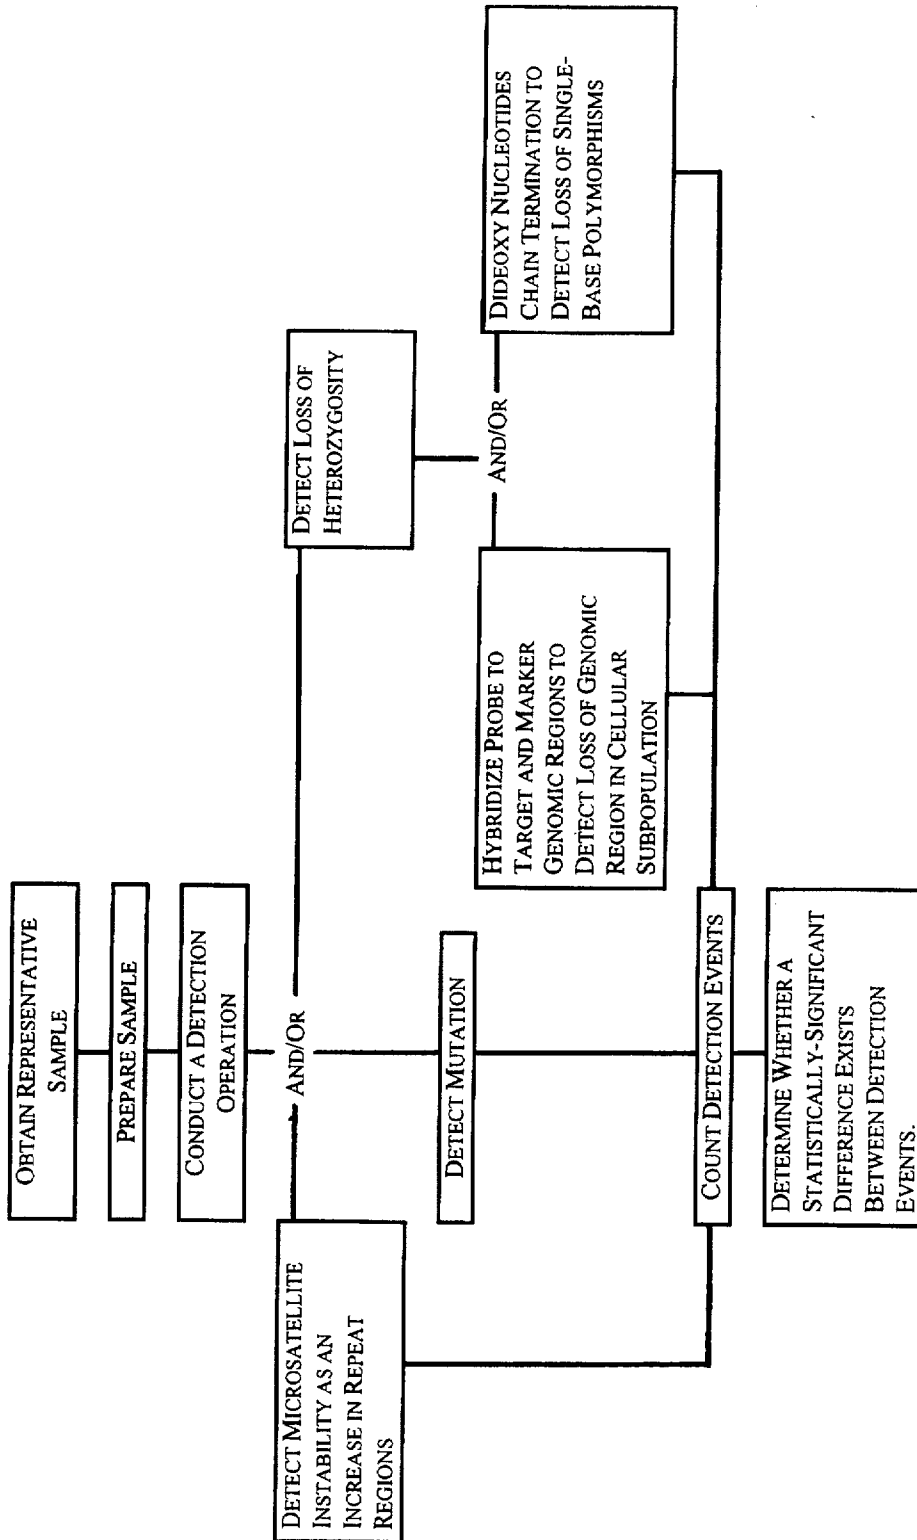 OBTAIN REPRESENTATIVE
SAMPLE
PREPARE SAMPLE
CONDUCT A DETECTION
OPERATION
AND/OR
DETECT MICROSATELLITE
INSTABILITY AS AN
INCREASE IN REPEAT
REGIONS
DETECT MUTATION
DETECT LOSS OF
HETEROZYGOSITY
AND/OR
HYBRIDIZE PROBE TO
TARGET AND MARKER
GENOMIC REGIONS TO
DETECT LOSS OF GENOMIC
REGION IN CELLULAR
SUBPOPULATION
DIDEOXY NUCLEOTIDES
CHAIN TERMINATION TO
DETECT LOSS OF SINGLE-
BASE POLYMORPHISMS
COUNT DETECTION EVENTS
DETERMINE WHETHER A
STATISTICALLY-SIGNIFICANT
DIFFERENCE EXISTS
BETWEEN DETECTION
EVENTS.